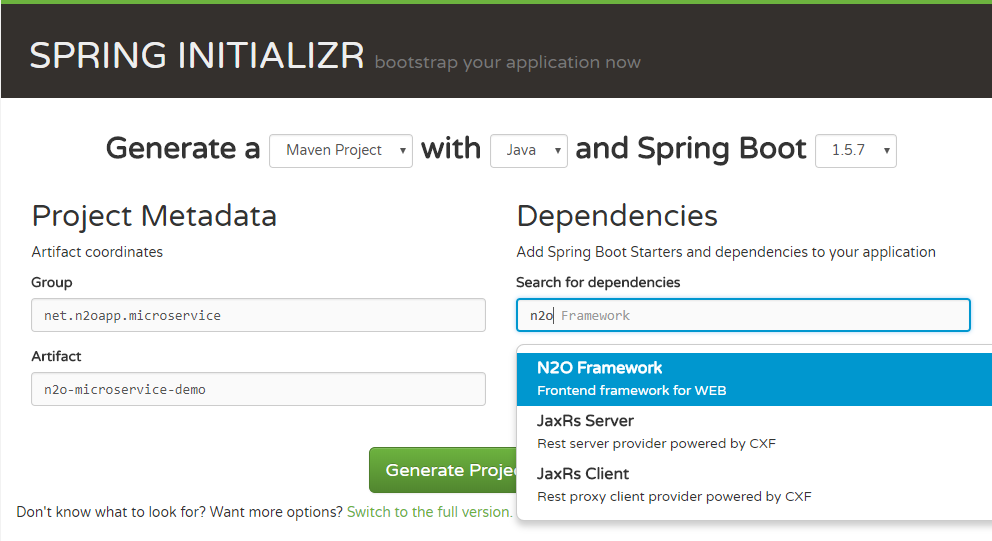 SPRING INITIALIZR bootstrap your application now
Generate a Maven Project with Java and Spring Boot 1.5.7
Project Metadata
Artifact coordinates
Group
net.n2oapp.microservice
Artifact
n2o-microservice-demo
Dependencies
Add Spring Boot Starters and dependencies to your application
Search for dependencies
n2o Framework
N2O Framework
Frontend framework for WEB
JaxRs Server
Rest server provider powered by CXF
JaxRs Client
Rest proxy client provider powered by CXF
Generate Projec
Don't know what to look for? Want more options? Switch to the full version.